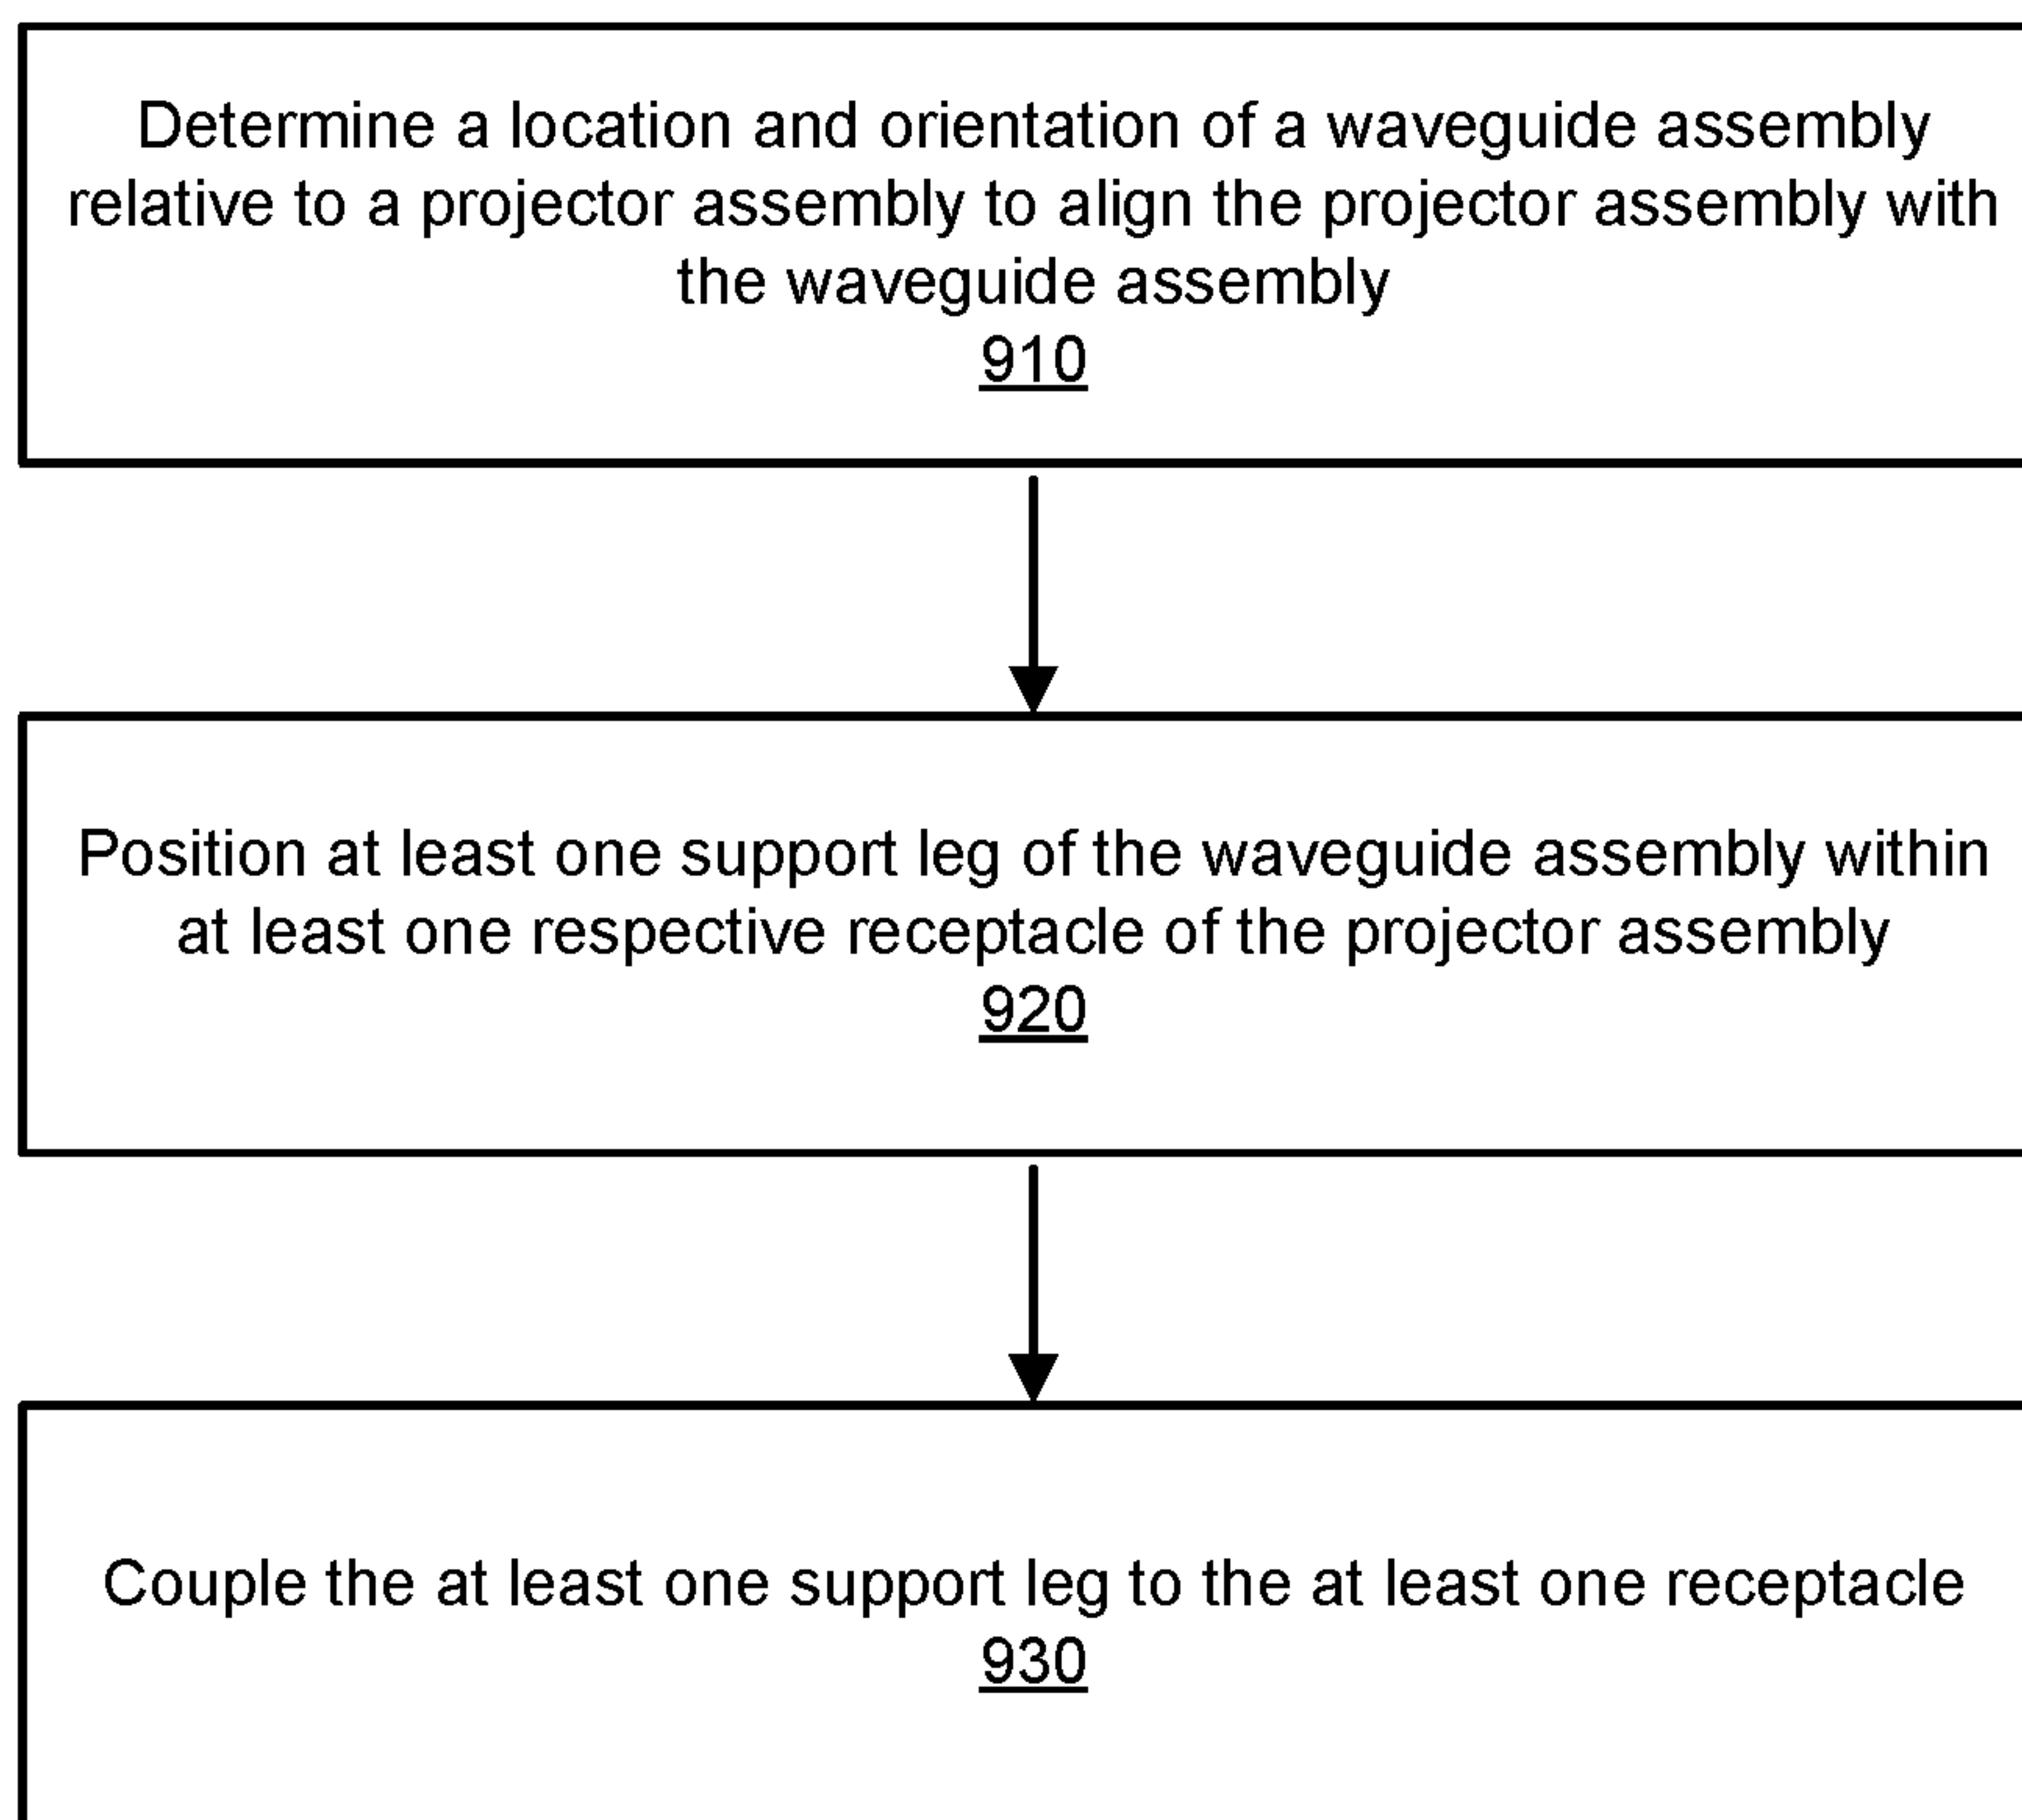 Determine a location and orientation of a waveguide assembly
relative to a projector assembly to align the projector assembly with
the waveguide assembly
910
Position at least one support leg of the waveguide assembly within
at least one respective receptacle of the projector assembly
920
Couple the at least one support leg to the at least one receptacle
930